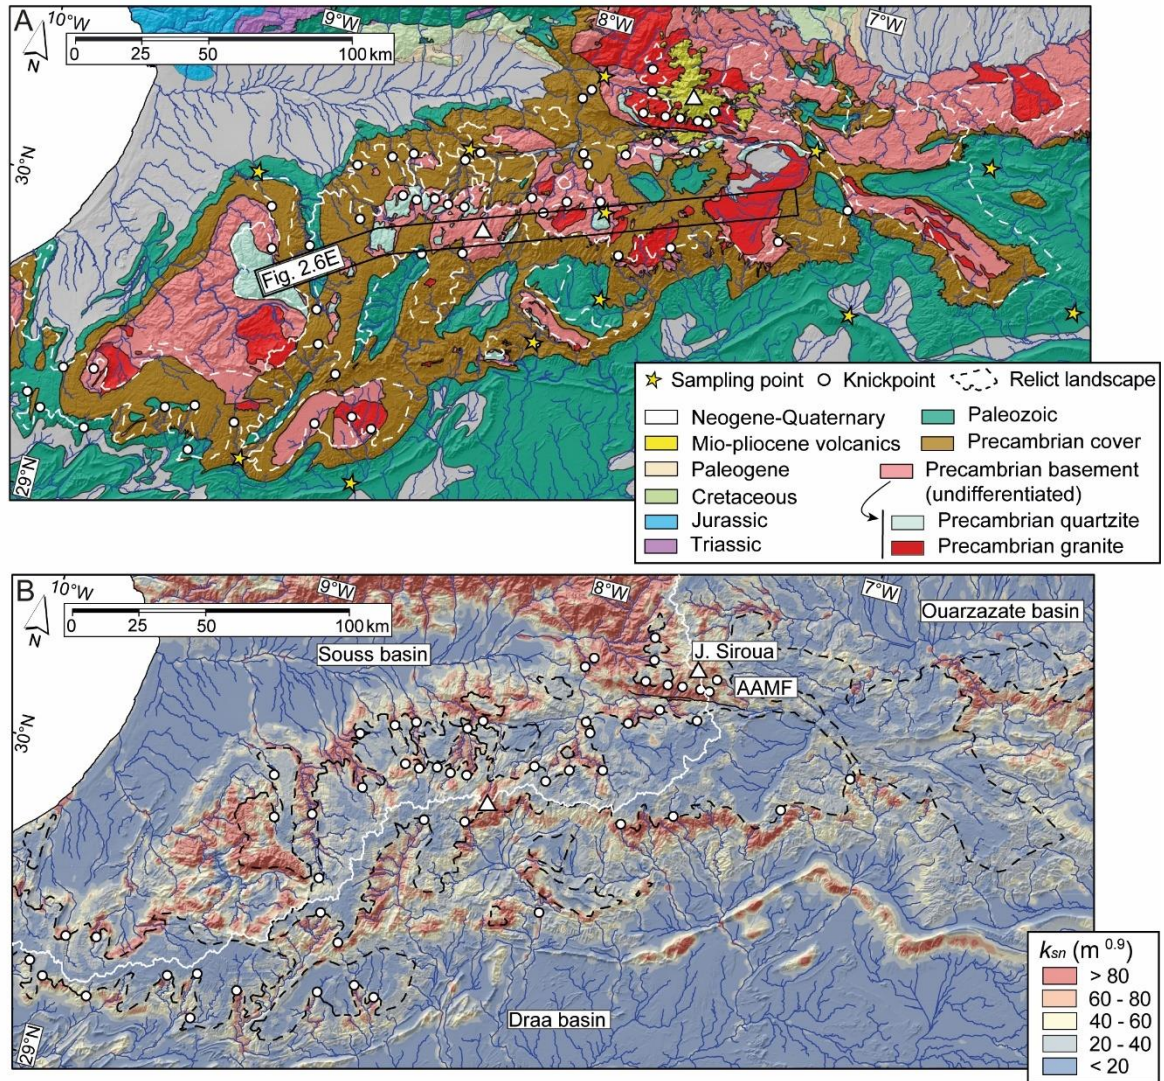 A
10°W
9°W
8°W
7°W
0 25 50 100 km
N
30°N
Fig. 2.6E
29°N
Sampling point
Knickpoint
Relict landscape
Neogene-Quaternary
Mio-pliocene volcanics
Paleogene
Cretaceous
Jurassic
Triassic
Paleozoic
Precambrian cover
Precambrian basement
(undifferentiated)
Precambrian quartzite
Precambrian granite
B
10°W
9°W
8°W
7°W
0 25 50 100 km
N
Ouarzazate basin
Souss basin
J. Siroua
AAMF
30°N
29°N
Draa basin
ksn (m 0.9)
> 80
60 - 80
40 - 60
20 - 40
< 20